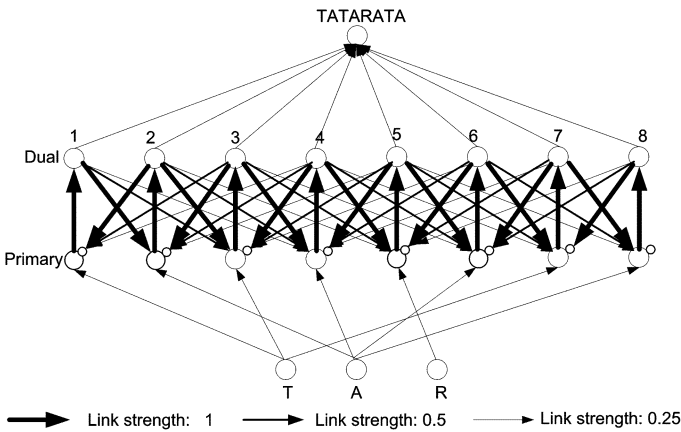 TATARATA
1 2 3 4 5 6 7 8
Dual
Primary
T A R
Link strength: 1 Link strength: 0.5 Link strength: 0.25